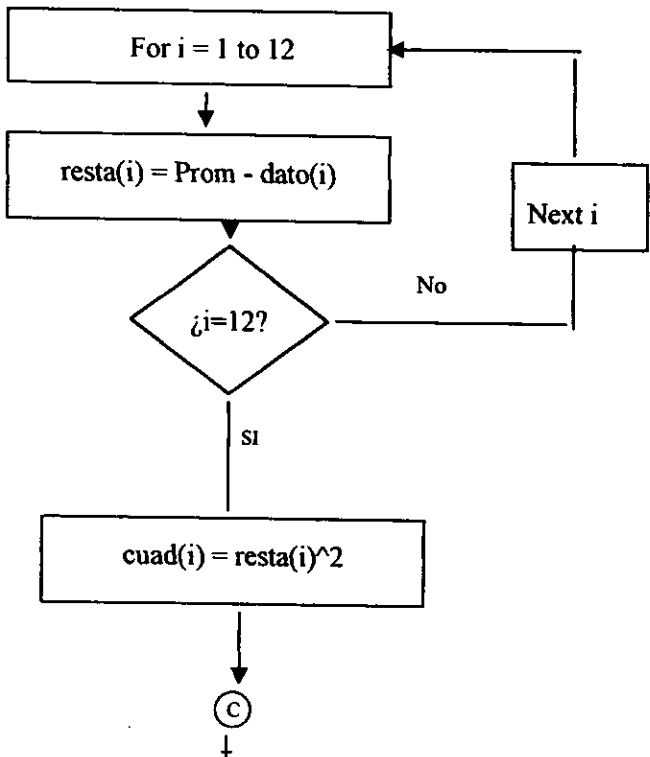 For i = 1 to 12
resta(i) = Prom - dato(i)
Next i
¿i=12?
No
SI
cuad(i) = resta(i)^2
C